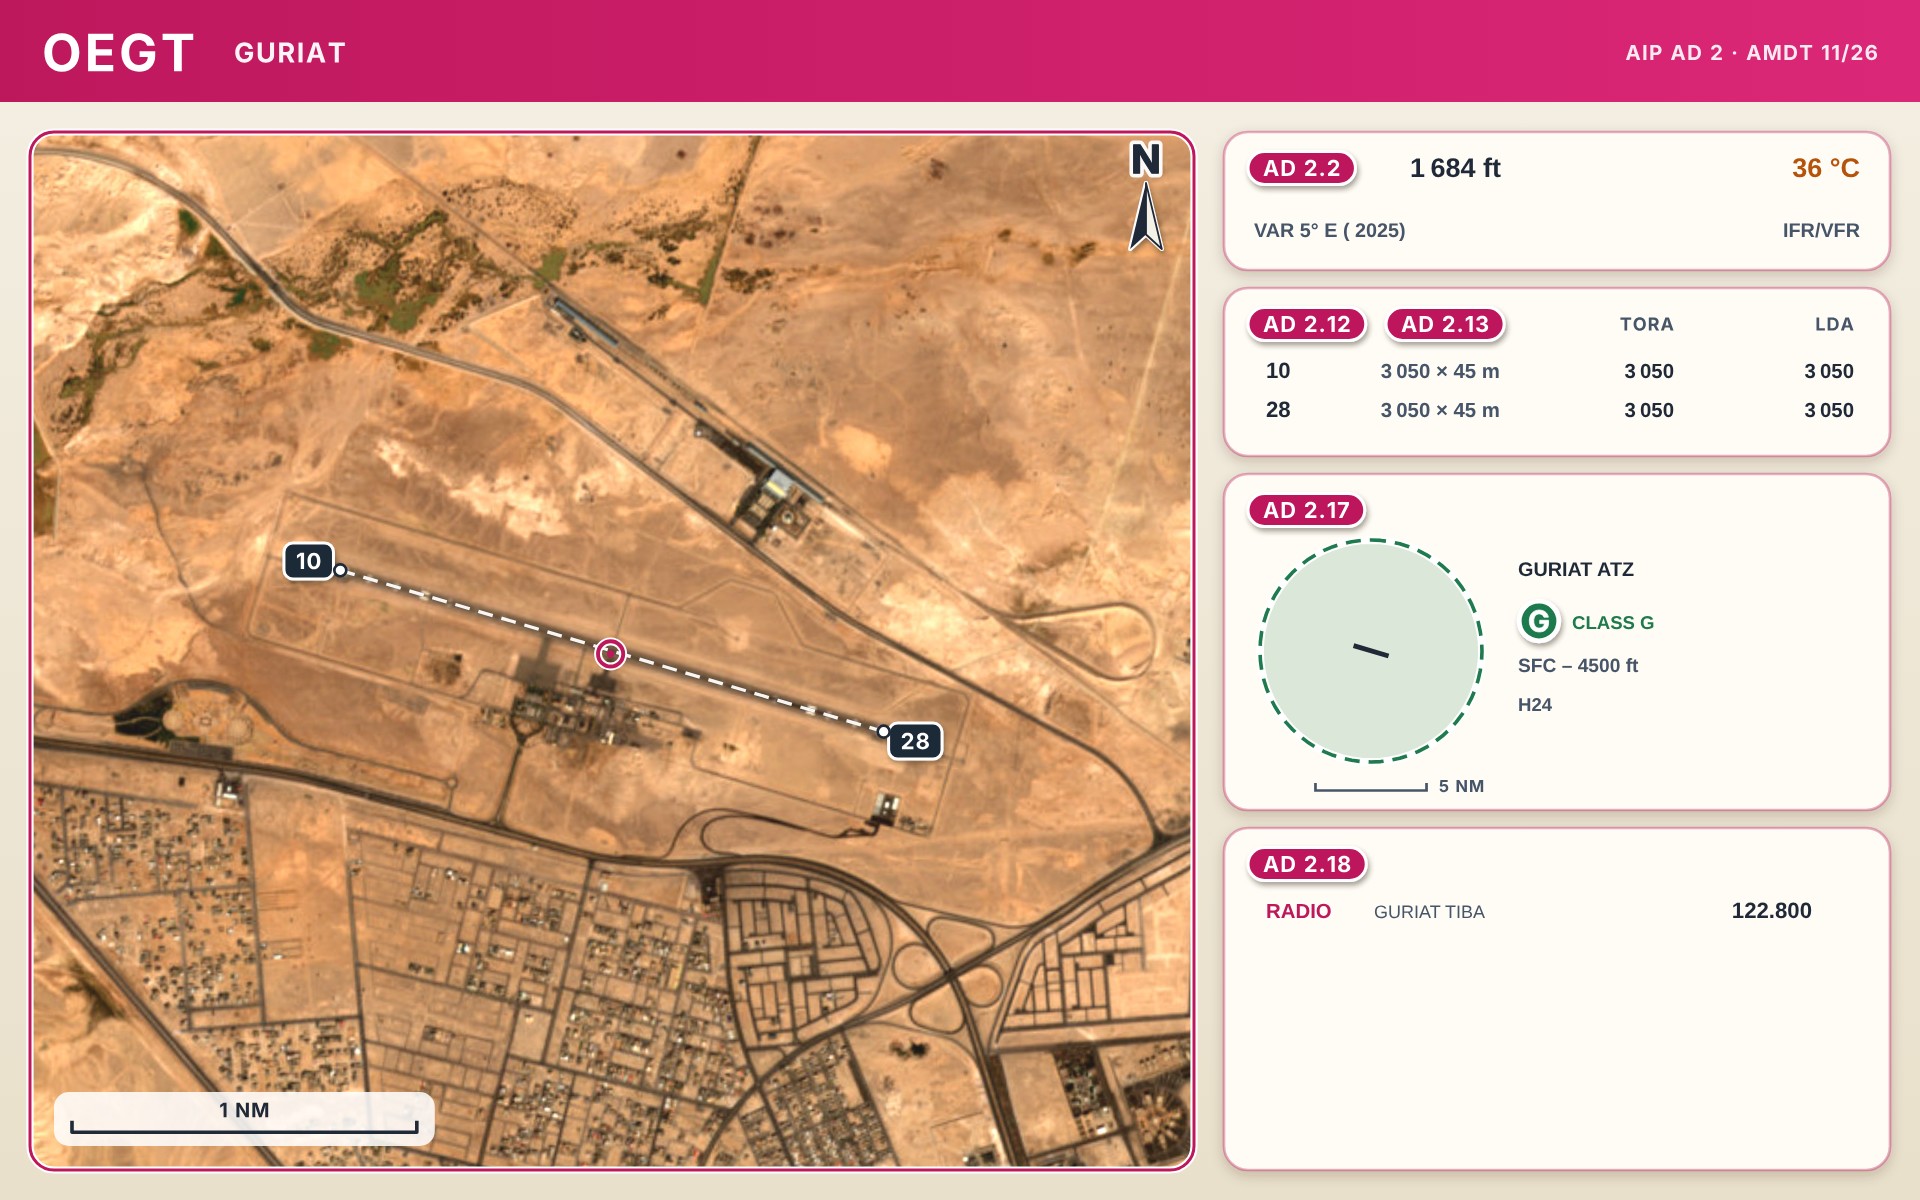 OEGT GURIAT
AIP AD 2 · AMDT 11/26
N
10
28
1 NM
AD 2.2 1 684 ft 36 °C
VAR 5° E ( 2025) IFR/VFR
AD 2.12 AD 2.13 TORA LDA
10 3 050 × 45 m 3 050 3 050
28 3 050 × 45 m 3 050 3 050
AD 2.17
GURIAT ATZ
G CLASS G
SFC – 4500 ft
H24
5 NM
AD 2.18
RADIO GURIAT TIBA 122.800